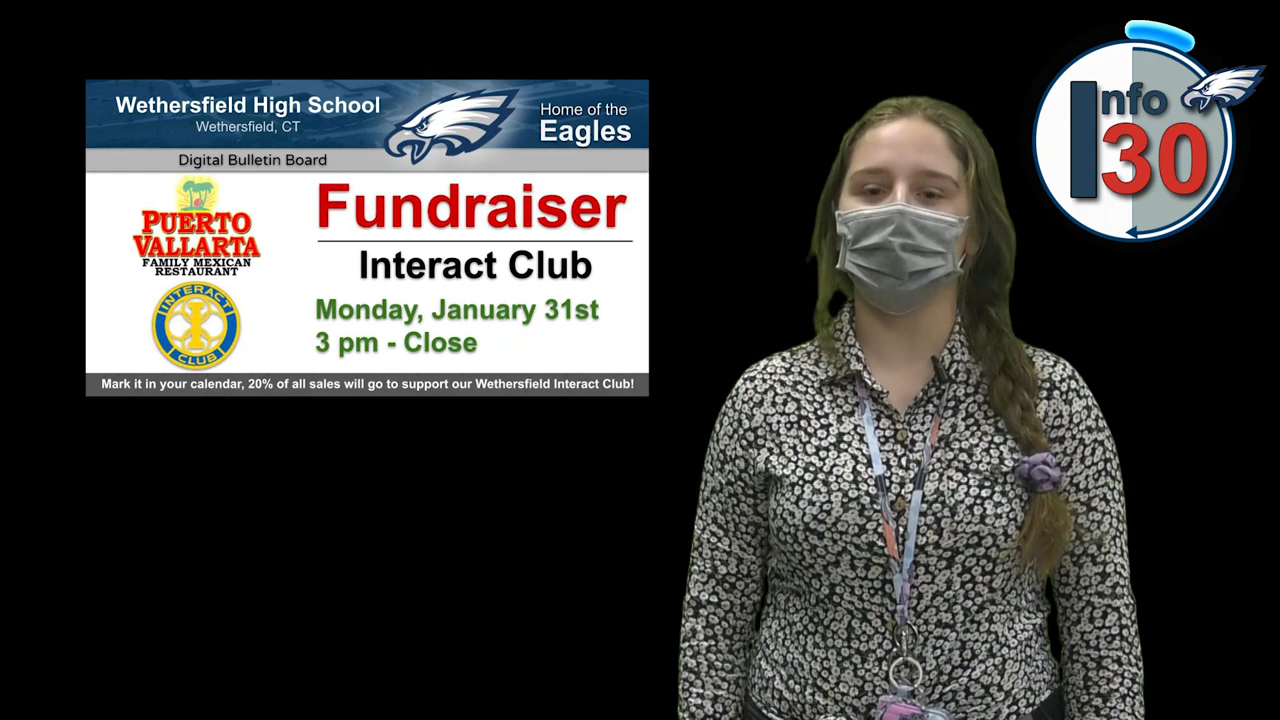 Wethersfield High School
Wethersfield, CT
Home of the
Eagles
Digital Bulletin Board
PUERTO
VALLARTA
FAMILY MEXICAN
RESTAURANT
INTERACT
CLUB
Fundraiser
Interact Club
Monday, January 31st
3 pm - Close
Mark it in your calendar, 20% of all sales will go to support our Wethersfield Interact Club!
Info
30